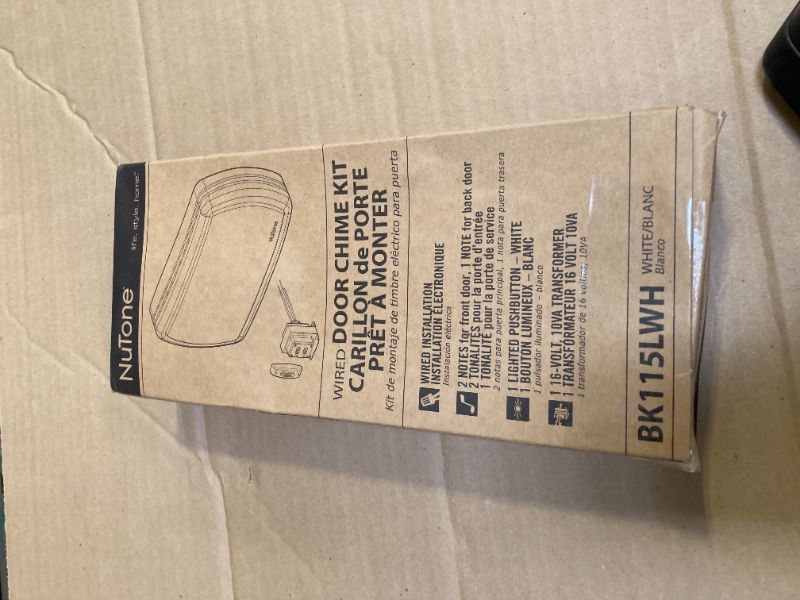 NuTone
life. style. home.
NuTone
WIRED DOOR CHIME KIT
CARILLON de PORTE
PRÊT À MONTER
Kit de montaje de timbre eléctrico para puerta
WIRED INSTALLATION
INSTALLATION ÉLECTRONIQUE
Instalación eléctrica
2 NOTES for front door, 1 NOTE for back door
2 TONALITÉS pour la porte d'entrée
1 TONALITÉ pour la porte de service
2 notas para puerta principal, 1 nota para puerta trasera
1 LIGHTED PUSHBUTTON – WHITE
1 BOUTON LUMINEUX – BLANC
1 pulsador iluminado – blanco
1 16-VOLT, 10VA TRANSFORMER
1 TRANSFORMATEUR 16 VOLT 10VA
1 transformador de 16 voltios, 10VA
BK115LWH WHITE/BLANC
Blanco